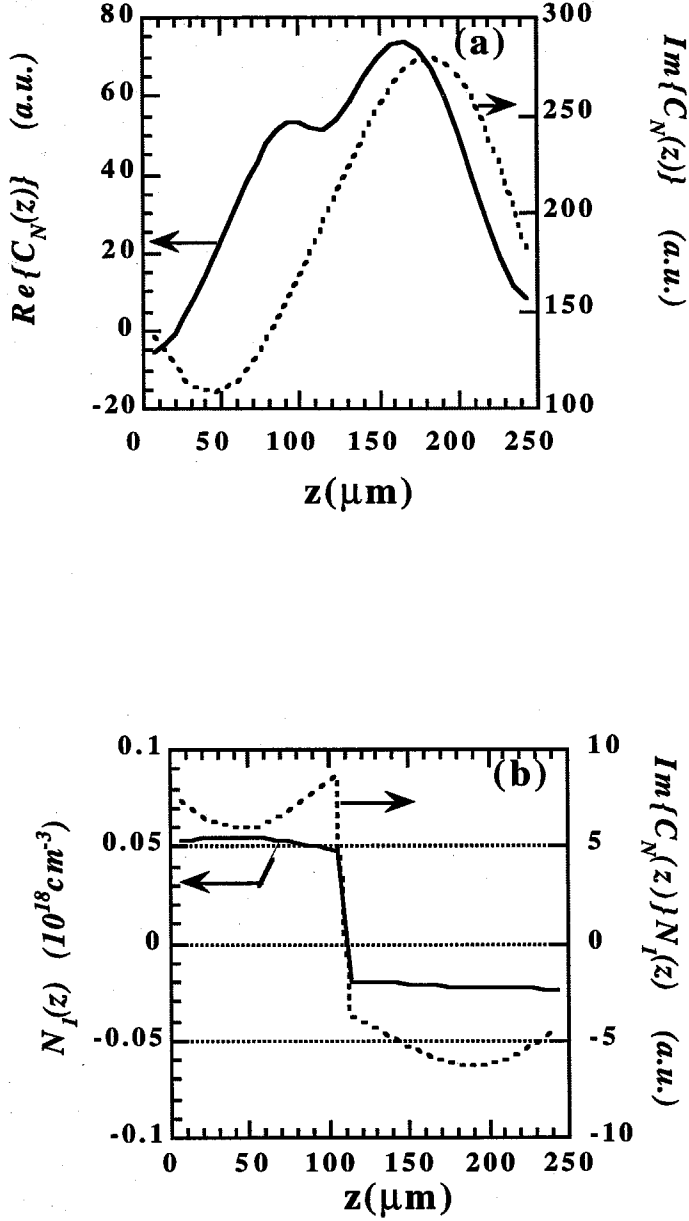 (a)
80
60
40
20
0
-20
Re{C_N(z)} (a.u.)
300
250
200
150
100
Im{C_N(z)} (a.u.)
0 50 100 150 200 250
z(μm)
(b)
0.1
0.05
0
-0.05
-0.1
N_1(z) (10^18 cm^-3)
10
5
0
-5
-10
Im{C_N(z)}N_1(z) (a.u.)
0 50 100 150 200 250
z(μm)